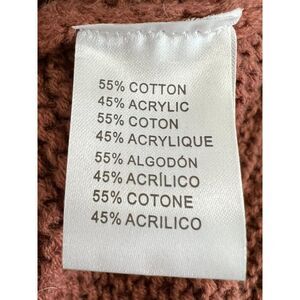 55% COTTON
45% ACRYLIC
55% COTON
45% ACRYLIQUE
55% ALGODÓN
45% ACRÍLICO
55% COTONE
45% ACRILICO